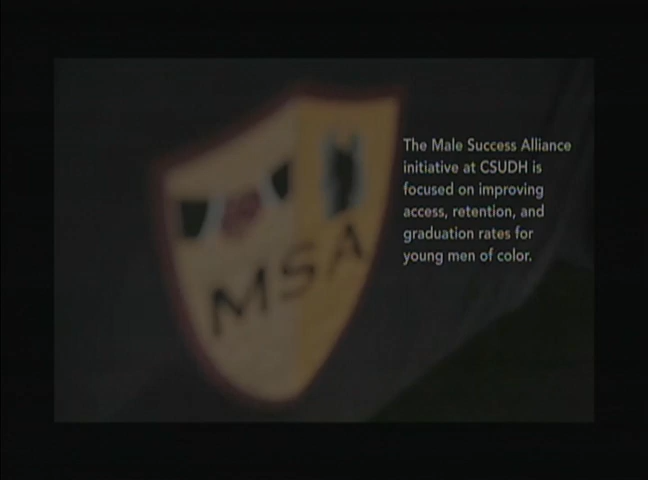 The Male Success Alliance
initiative at CSUDH is
focused on improving
access, retention, and
graduation rates for
young men of color.
MSA